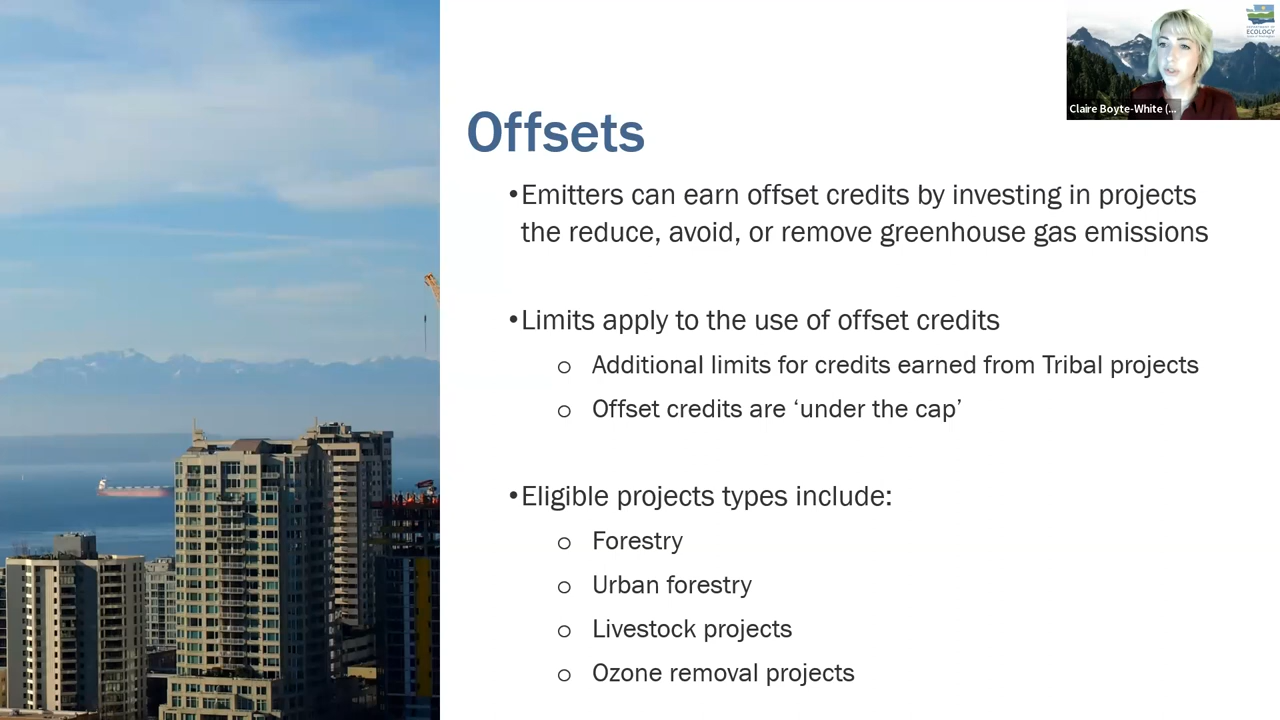 ECOLOGY
Claire Boyte-White (...
Offsets
•Emitters can earn offset credits by investing in projects
the reduce, avoid, or remove greenhouse gas emissions
•Limits apply to the use of offset credits
o Additional limits for credits earned from Tribal projects
o Offset credits are ‘under the cap’
•Eligible projects types include:
o Forestry
o Urban forestry
o Livestock projects
o Ozone removal projects